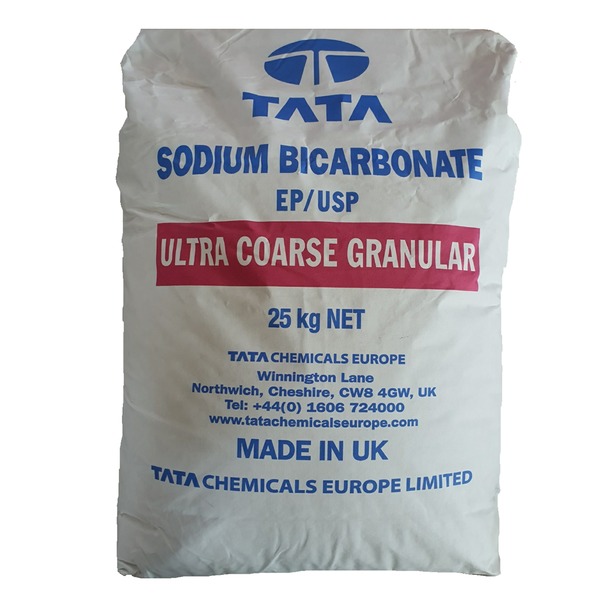 TATA
SODIUM BICARBONATE
EP/USP
ULTRA COARSE GRANULAR
25 kg NET
TATA CHEMICALS EUROPE
Winnington Lane
Northwich, Cheshire, CW8 4GW, UK
Tel: +44(0) 1606 724000
www.tatachemicalseurope.com
MADE IN UK
TATA CHEMICALS EUROPE LIMITED